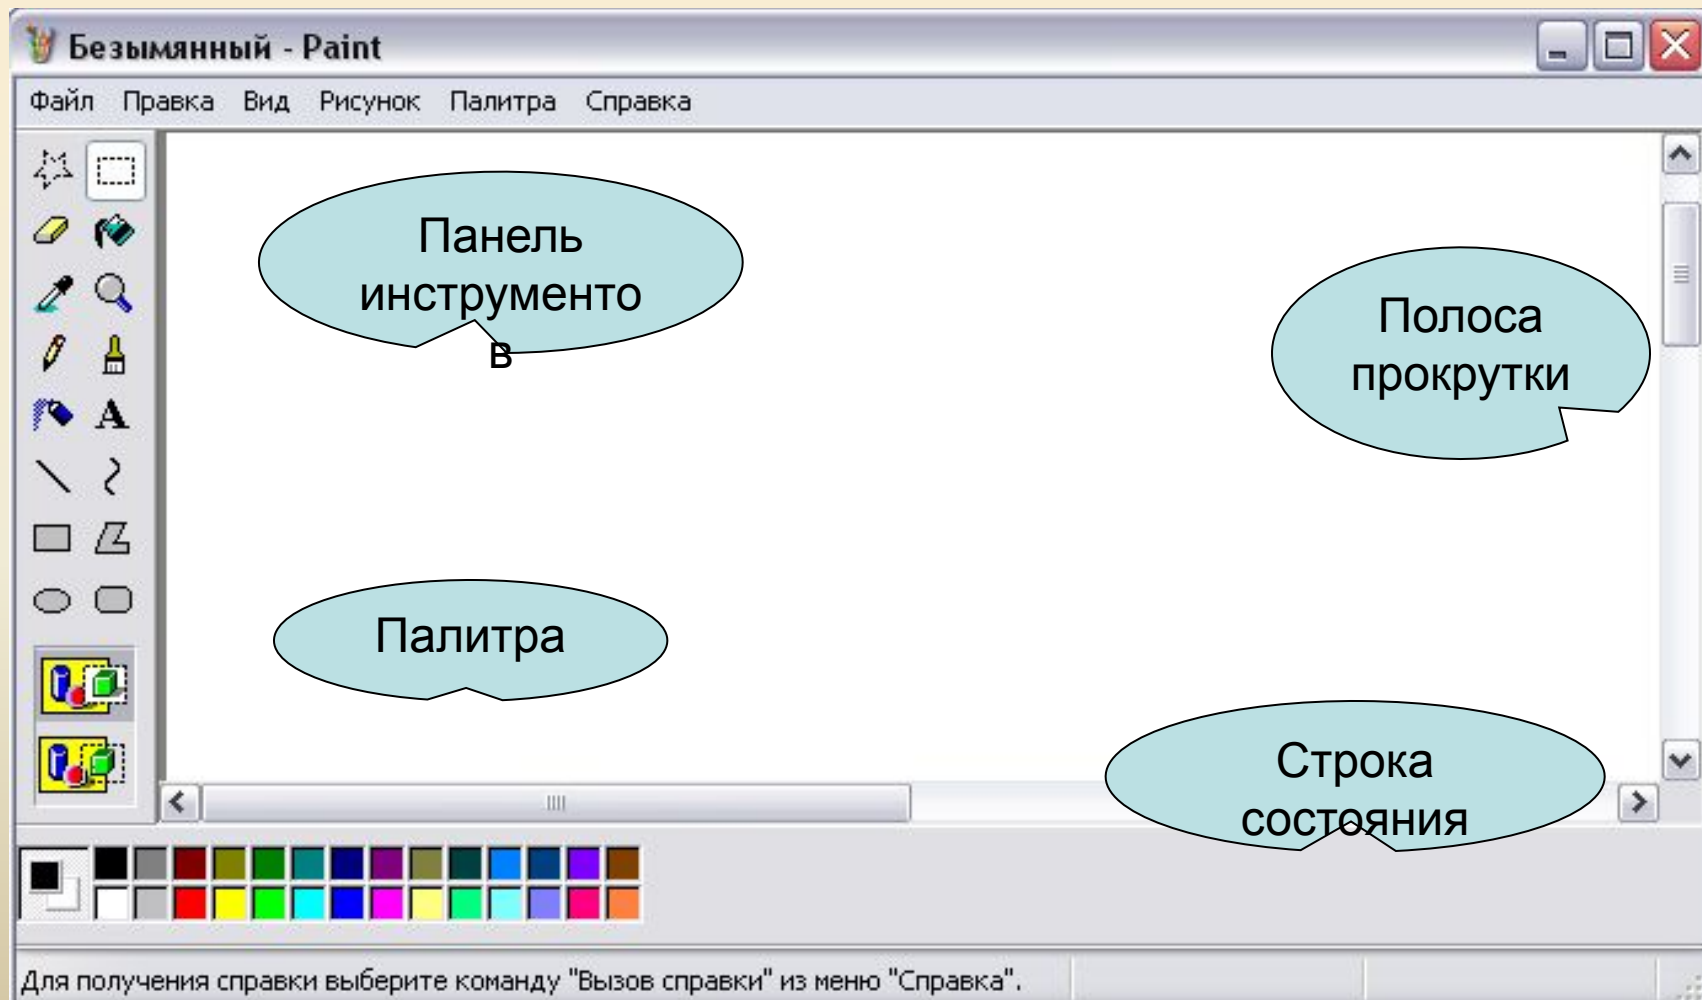 Безымянный - Paint
Файл Правка Вид Рисунок Палитра Справка
A
Панель
инструменто
в
Полоса
прокрутки
Палитра
Строка
состояния
Для получения справки выберите команду "Вызов справки" из меню "Справка".